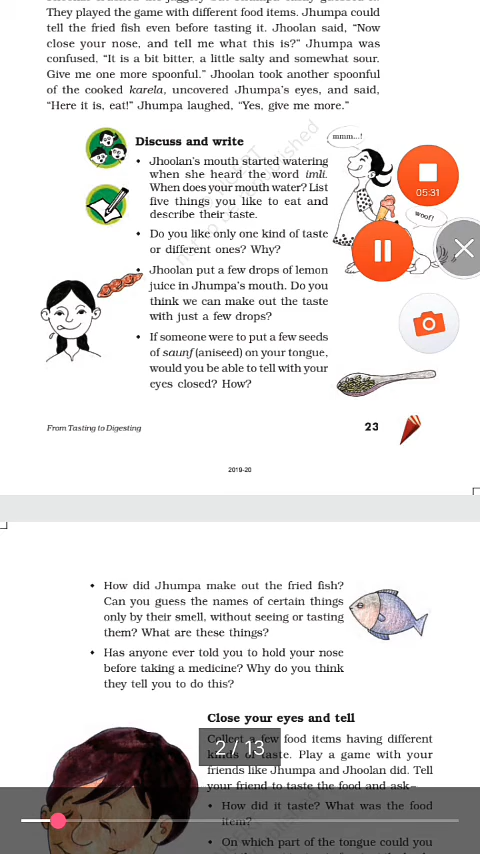 They played the game with different food items. Jhumpa could
tell the fried fish even before tasting it. Jhoolan said, “Now
close your nose, and tell me what this is?” Jhumpa was
confused, “It is a bit bitter, a little salty and somewhat sour.
Give me one more spoonful.” Jhoolan took another spoonful
of the cooked karela, uncovered Jhumpa’s eyes, and said,
“Here it is, eat!” Jhumpa laughed, “Yes, give me more.”
mmm...!
Discuss and write
• Jhoolan’s mouth started watering
when she heard the word imli.
When does your mouth water? List
five things you like to eat and
describe their taste.
05:31
woof!
• Do you like only one kind of taste
or different ones? Why?
• Jhoolan put a few drops of lemon
juice in Jhumpa’s mouth. Do you
think we can make out the taste
with just a few drops?
• If someone were to put a few seeds
of saunf (aniseed) on your tongue,
would you be able to tell with your
eyes closed? How?
From Tasting to Digesting
23
2019-20
• How did Jhumpa make out the fried fish?
Can you guess the names of certain things
only by their smell, without seeing or tasting
them? What are these things?
• Has anyone ever told you to hold your nose
before taking a medicine? Why do you think
they tell you to do this?
Close your eyes and tell
Collect a few food items having different
kinds of taste. Play a game with your
friends like Jhumpa and Jhoolan did. Tell
your friend to taste the food and ask–
2 / 13
• How did it taste? What was the food
item?
• On which part of the tongue could you